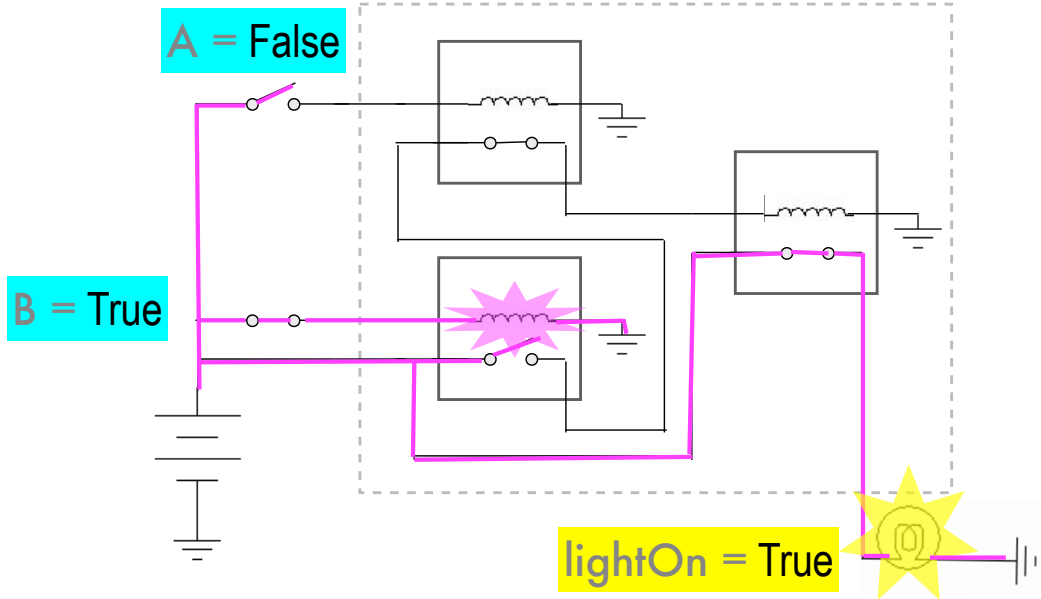 A = False
B = True
lightOn = True